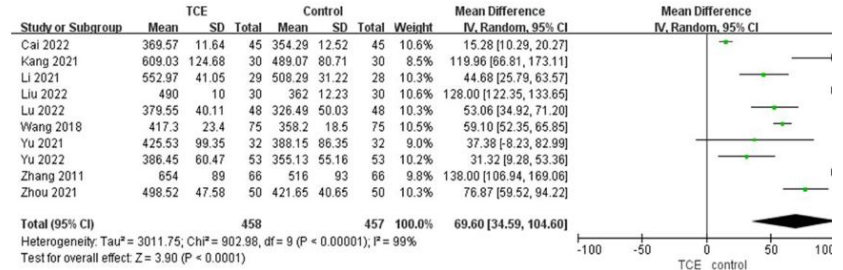 TCE Control Mean Difference Mean Difference
Study or Subgroup Mean SD Total Mean SD Total Weight IV, Random, 95% CI IV, Random, 95% CI
Cai 2022 369.57 11.64 45 354.29 12.52 45 10.6% 15.28 [10.29, 20.27]
Kang 2021 609.03 124.68 30 489.07 80.71 30 8.5% 119.96 [66.81, 173.11]
Li 2021 552.97 41.05 29 508.29 31.22 28 10.2% 44.68 [25.79, 63.57]
Liu 2022 490 10 30 362 12.23 30 10.6% 128.00 [122.35, 133.65]
Lu 2022 379.55 40.11 48 326.49 50.03 48 10.3% 53.06 [34.92, 71.20]
Wang 2018 417.3 23.4 75 358.2 18.5 75 10.6% 59.10 [52.35, 65.85]
Yu 2021 425.53 99.35 32 388.15 86.35 32 9.0% 37.38 [-8.23, 82.99]
Yu 2022 386.45 60.47 53 355.13 55.16 53 10.2% 31.32 [9.28, 53.36]
Zhang 2011 654 89 66 516 93 66 9.8% 138.00 [106.94, 169.06]
Zhou 2021 498.52 47.58 50 421.65 40.65 50 10.3% 76.87 [59.52, 94.22]
Total (95% CI) 458 457 100.0% 69.60 [34.59, 104.60]
Heterogeneity: Tau² = 3011.75; Chi² = 902.98, df = 9 (P < 0.00001); I² = 99%
Test for overall effect: Z = 3.90 (P < 0.0001)
-100 -50 0 50 100
TCE control